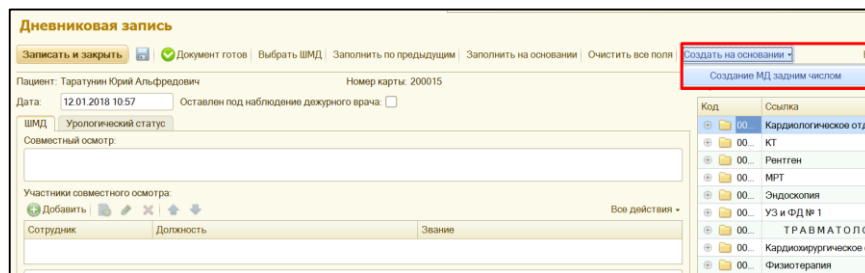 Дневниковая запись
Записать и закрыть Документ готов Выбрать ШМД Заполнить по предыдущим Заполнить на основании Очистить все поля Создать на основании
Создание МД задним числом
Пациент: Таратунин Юрий Альфредович Номер карты: 200015
Дата: 12.01.2018 10:57 Оставлен под наблюдение дежурного врача:
Код Ссылка
ШМД Урологический статус
00... Кардиологическое отд
Совместный осмотр:
00... КТ
00... Рентген
00... МРТ
Участники совместного осмотра:
00... Эндоскопия
Добавить Все действия
00... УЗ и ФД № 1
Сотрудник Должность Звание
00... ТРАВМАТОЛО
00... Кардиохирургическое
00... Физиотерапия